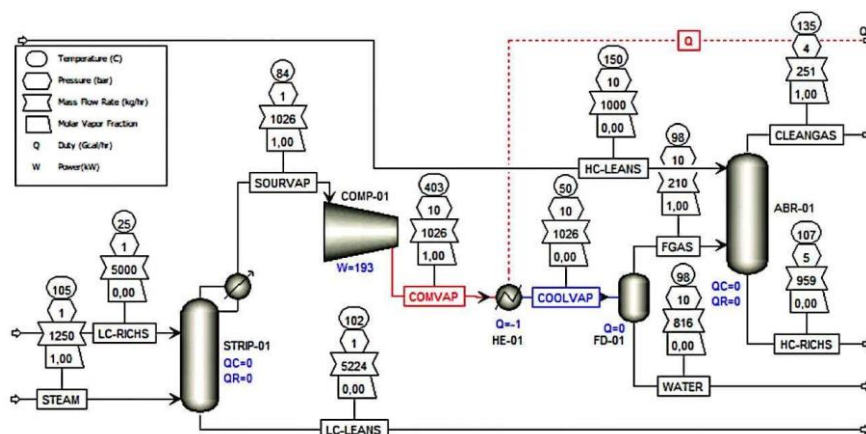 Temperature (C)
Pressure (bar)
Mass Flow Rate (kg/hr)
Molar Vapor Fraction
Q Duty (Gcal/hr)
W Power(kW)
84
1
1026
1,00
SOURVAP
COMP-01
W=193
25
1
5000
0,00
LC-RICHS
105
1
1250
1,00
STEAM
STRIP-01
QC=0
QR=0
102
1
5224
0,00
LC-LEANS
403
10
1026
1,00
COMVAP
Q=-1
HE-01
50
10
1026
0,00
COOLVAP
Q
150
10
1000
0,00
HC-LEANS
98
10
210
1,00
FGAS
Q=0
FD-01
98
10
816
0,00
WATER
135
4
251
1,00
CLEANGAS
Q
ABR-01
QC=0
QR=0
107
5
959
0,00
HC-RICHS